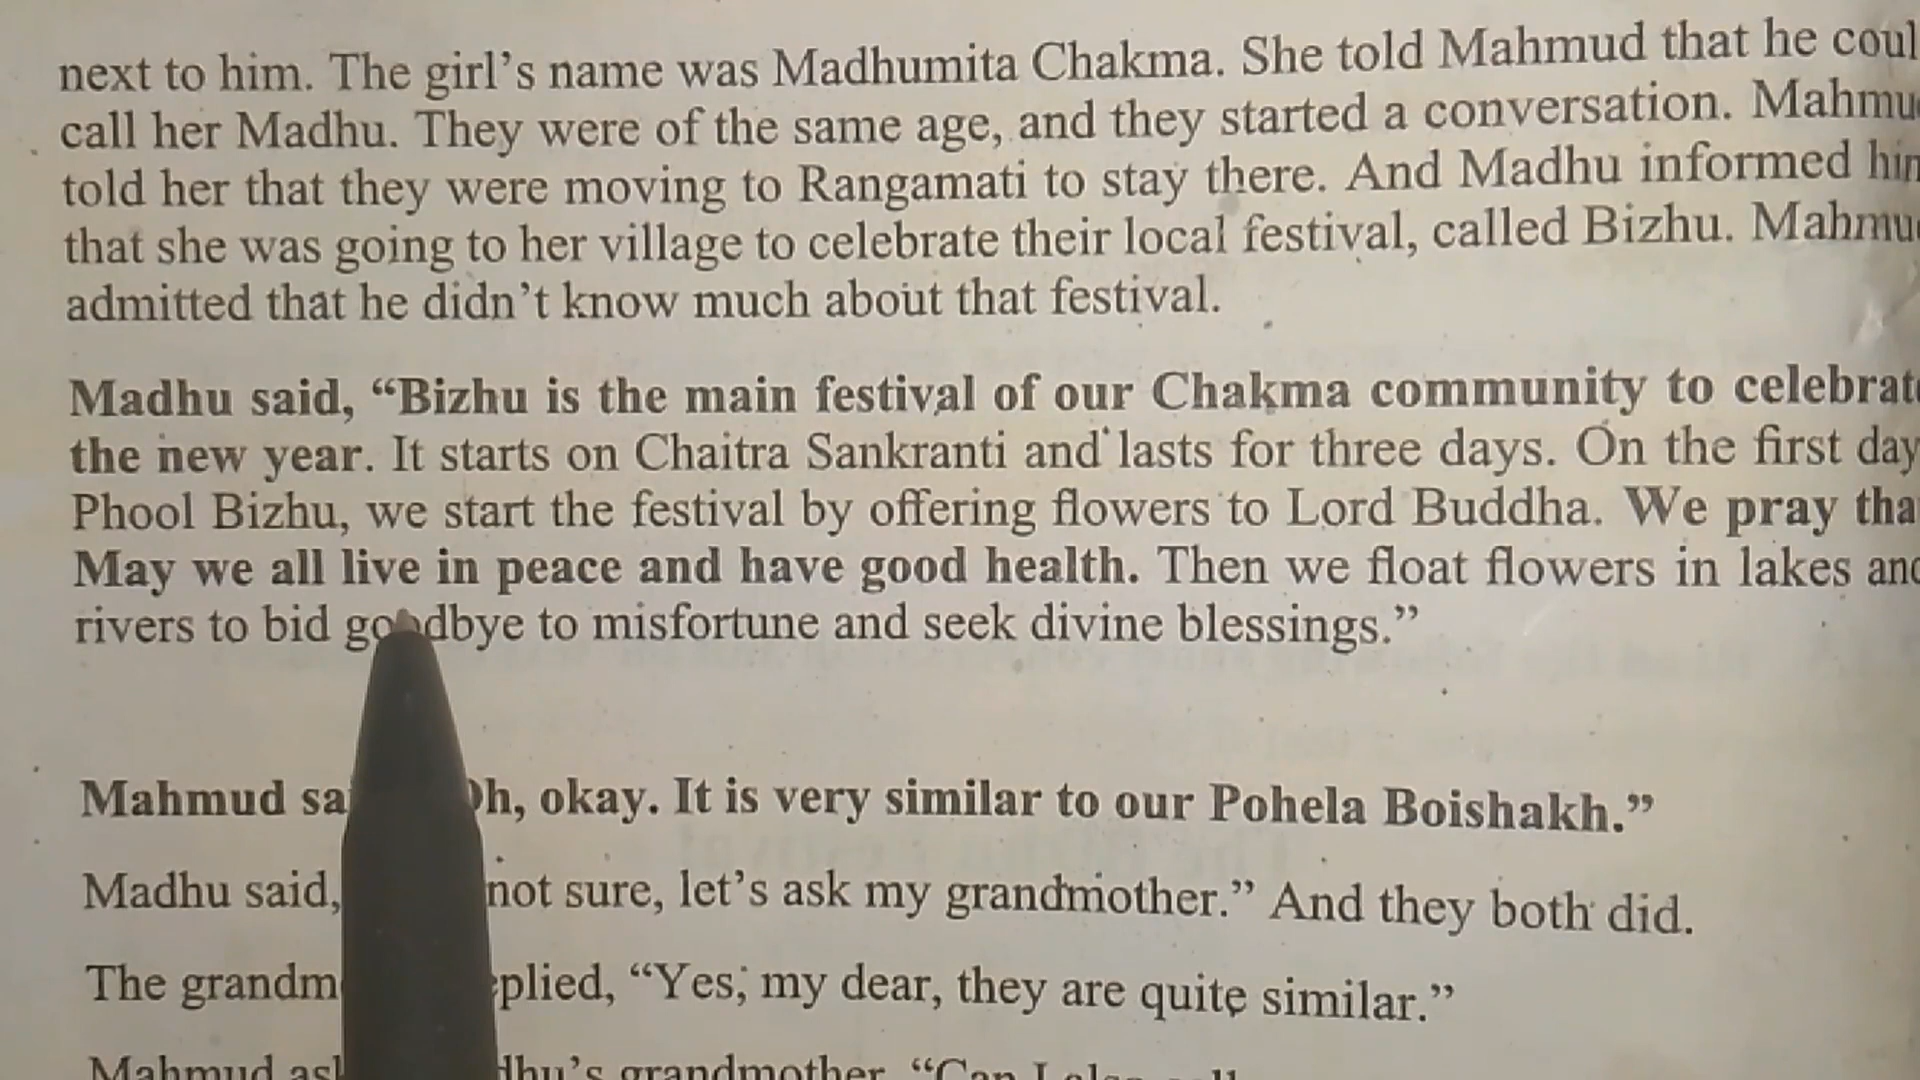 next to him. The girl's name was Madhumita Chakma. She told Mahmud that he coul
call her Madhu. They were of the same age, and they started a conversation. Mahmu
told her that they were moving to Rangamati to stay there. And Madhu informed him
that she was going to her village to celebrate their local festival, called Bizhu. Mahmu
admitted that he didn't know much about that festival.
Madhu said, “Bizhu is the main festival of our Chakma community to celebrate
the new year. It starts on Chaitra Sankranti and lasts for three days. On the first day
Phool Bizhu, we start the festival by offering flowers to Lord Buddha. We pray tha
May we all live in peace and have good health. Then we float flowers in lakes and
rivers to bid goodbye to misfortune and seek divine blessings.”
Mahmud sa Oh, okay. It is very similar to our Pohela Boishakh.”
Madhu said, not sure, let's ask my grandmother.” And they both did.
The grandm plied, “Yes, my dear, they are quite similar.”
Mahmud as dhu's grandmother, “Can I also call